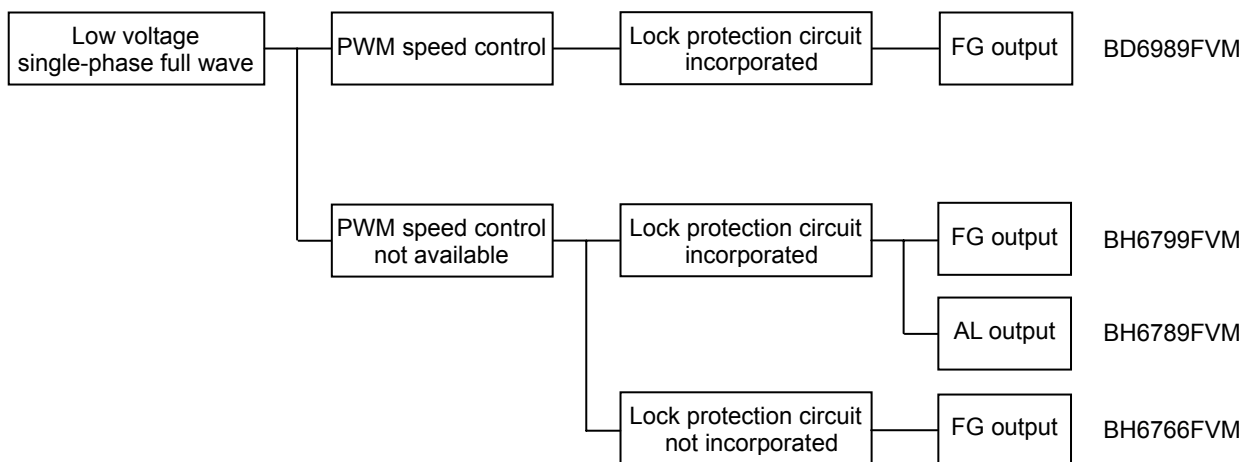 Low voltage
single-phase full wave
PWM speed control
Lock protection circuit
incorporated
FG output
BD6989FVM
PWM speed control
not available
Lock protection circuit
incorporated
FG output
BH6799FVM
AL output
BH6789FVM
Lock protection circuit
not incorporated
FG output
BH6766FVM